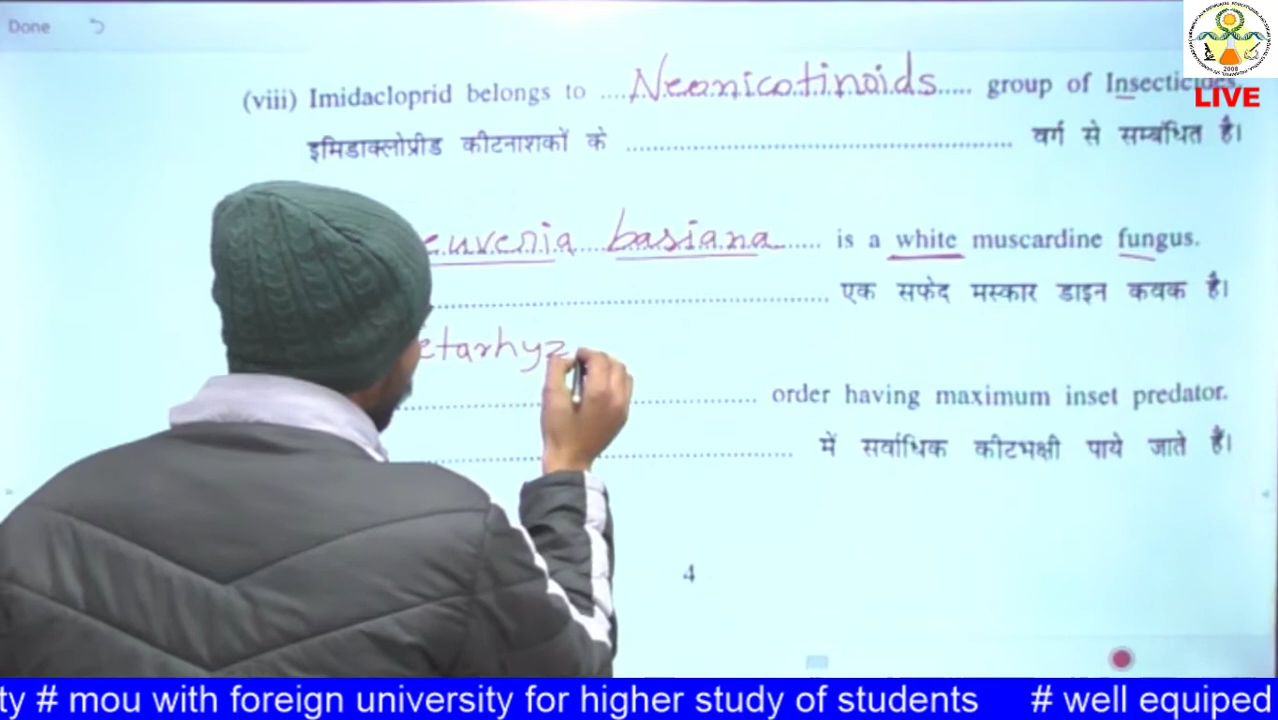 Done
(viii) Imidacloprid belongs to ....Neonicotinoids..... group of Insecticides.
LIVE
इमिडाक्लोप्रीड कीटनाशकों के ........................................ वर्ग से सम्बंधित है।
euveria basiana ...... is a white muscardine fungus.
........................................ एक सफेद मस्कार डाइन कवक है।
etarhyz
........................................ order having maximum inset predator.
........................................ में सर्वाधिक कीटभक्षी पाये जाते हैं।
4
ty # mou with foreign university for higher study of students # well equiped